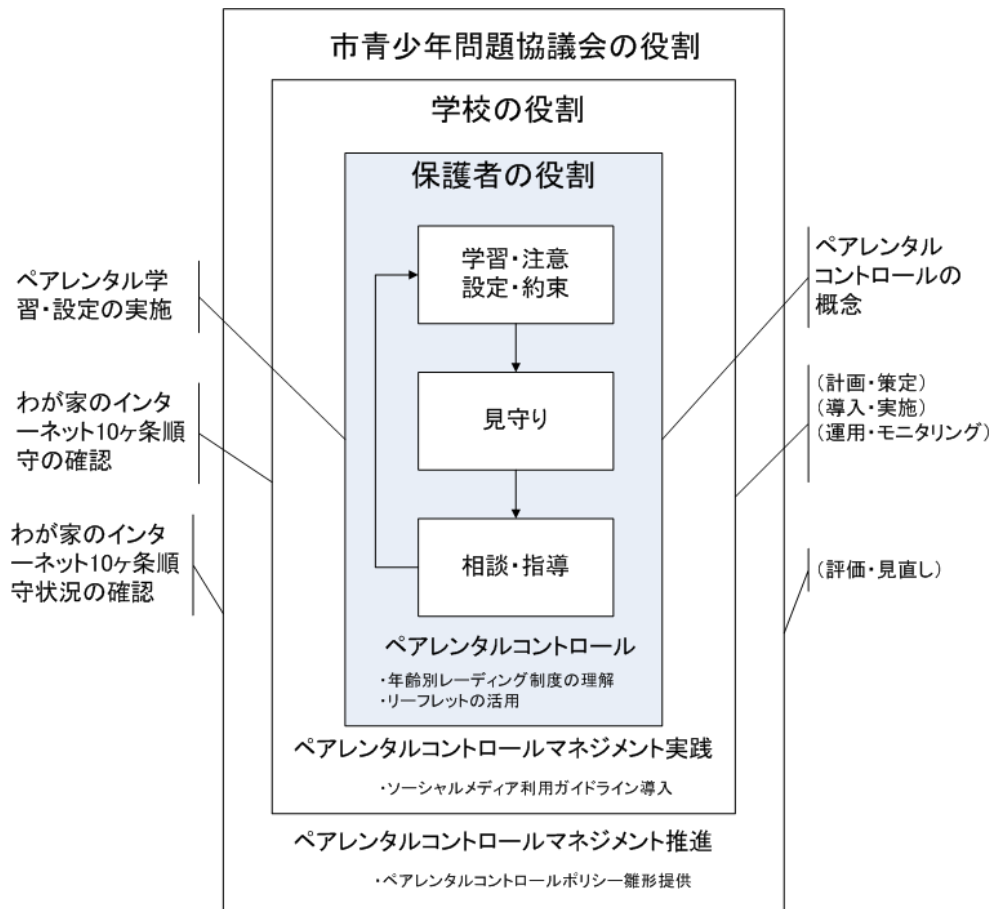 市青少年問題協議会の役割
学校の役割
保護者の役割
学習・注意
設定・約束
見守り
相談・指導
ペアレンタルコントロール
・年齢別レーディング制度の理解
・リーフレットの活用
ペアレンタルコントロールマネジメント実践
・ソーシャルメディア利用ガイドライン導入
ペアレンタルコントロールマネジメント推進
・ペアレンタルコントロールポリシー雛形提供
ペアレンタル学
習・設定の実施
わが家のインタ
ーネット10ヶ条順
守の確認
わが家のインタ
ーネット10ヶ条順
守状況の確認
ペアレンタル
コントロールの
概念
(計画・策定)
(導入・実施)
(運用・モニタリング)
(評価・見直し)